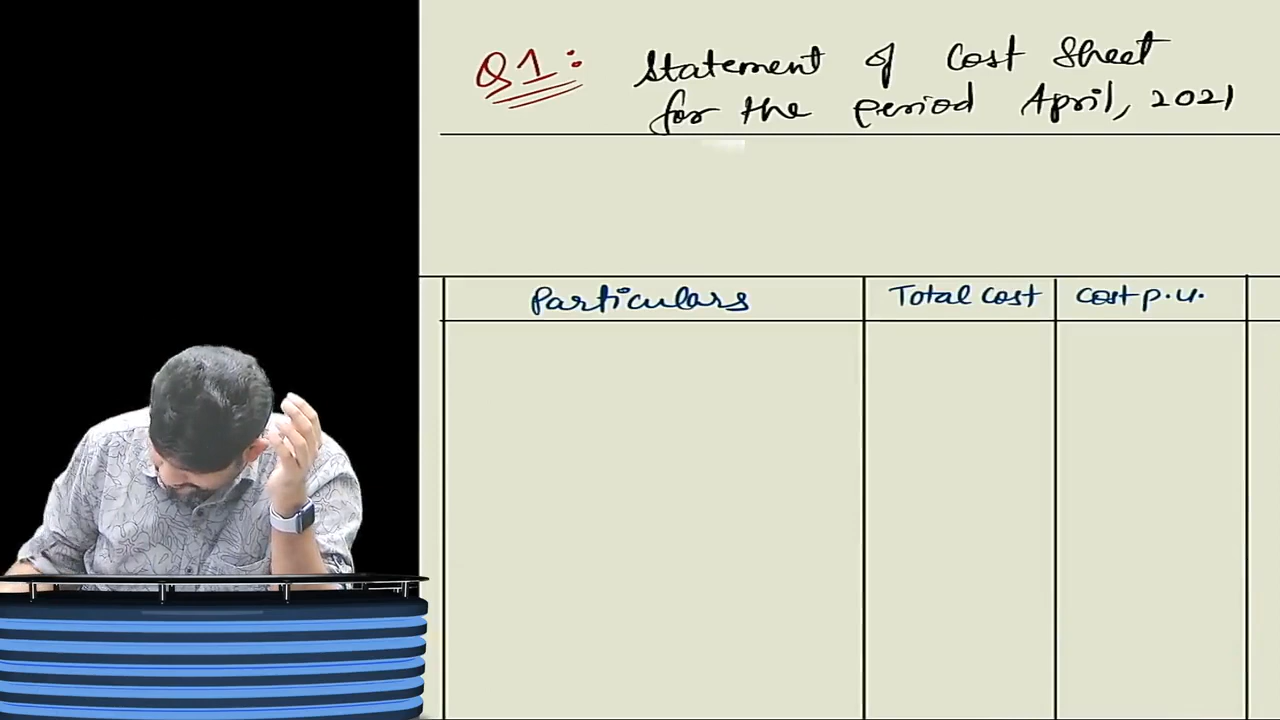 Q1: Statement of Cost Sheet
for the period April, 2021
Particulars Total Cost Cost p.u.